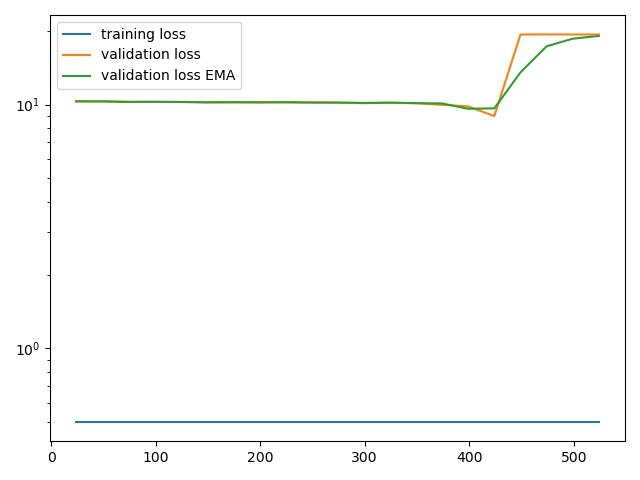 training loss
validation loss
validation loss EMA
10¹
10⁰
0 100 200 300 400 500